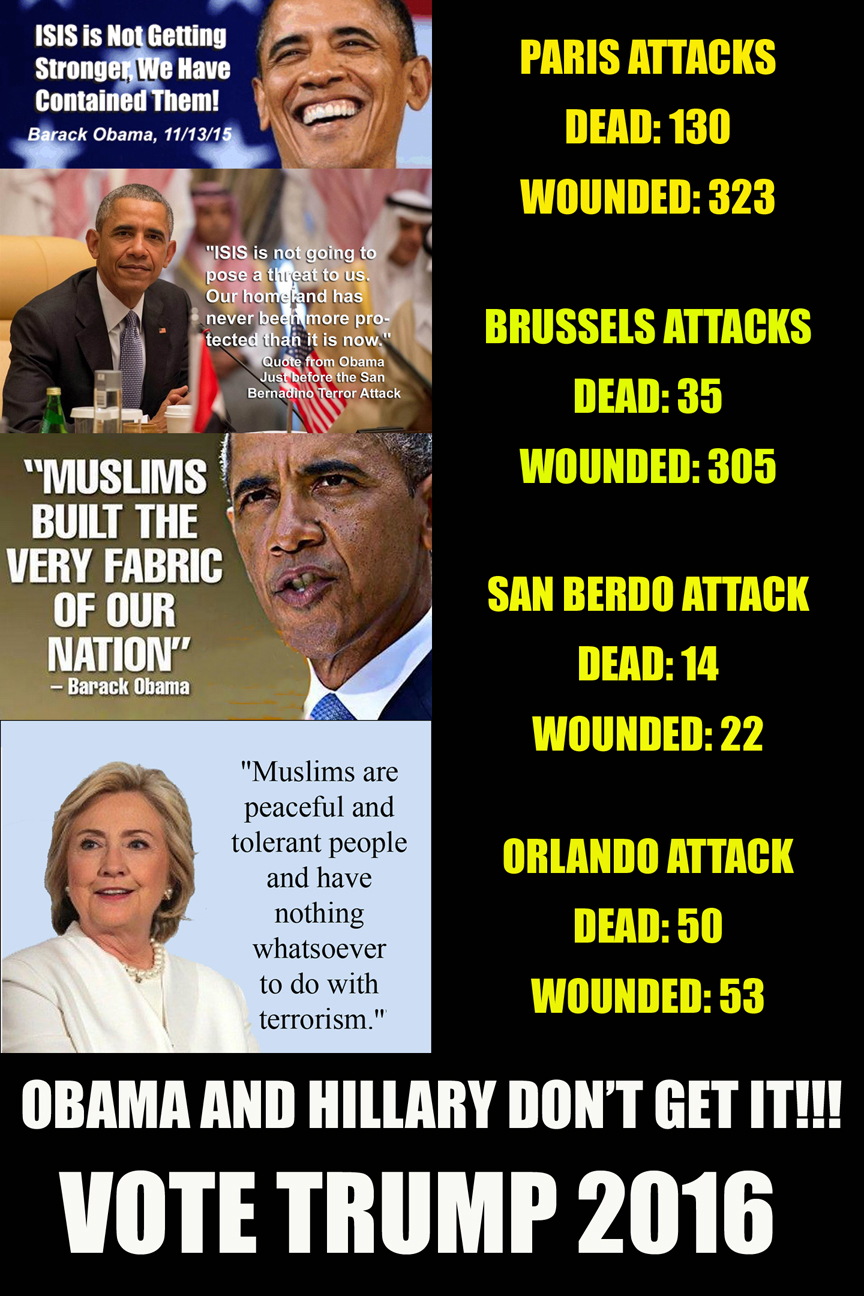 ISIS is Not Getting
Stronger, We Have
Contained Them!
Barack Obama, 11/13/15
"ISIS is not going to
pose a threat to us.
Our homeland has
never been more pro-
tected than it is now."
Quote from Obama
Just before the San
Bernadino Terror Attack
“MUSLIMS
BUILT THE
VERY FABRIC
OF OUR
NATION”
– Barack Obama
"Muslims are
peaceful and
tolerant people
and have
nothing
whatsoever
to do with
terrorism."
PARIS ATTACKS
DEAD: 130
WOUNDED: 323
BRUSSELS ATTACKS
DEAD: 35
WOUNDED: 305
SAN BERDO ATTACK
DEAD: 14
WOUNDED: 22
ORLANDO ATTACK
DEAD: 50
WOUNDED: 53
OBAMA AND HILLARY DON’T GET IT!!!
VOTE TRUMP 2016